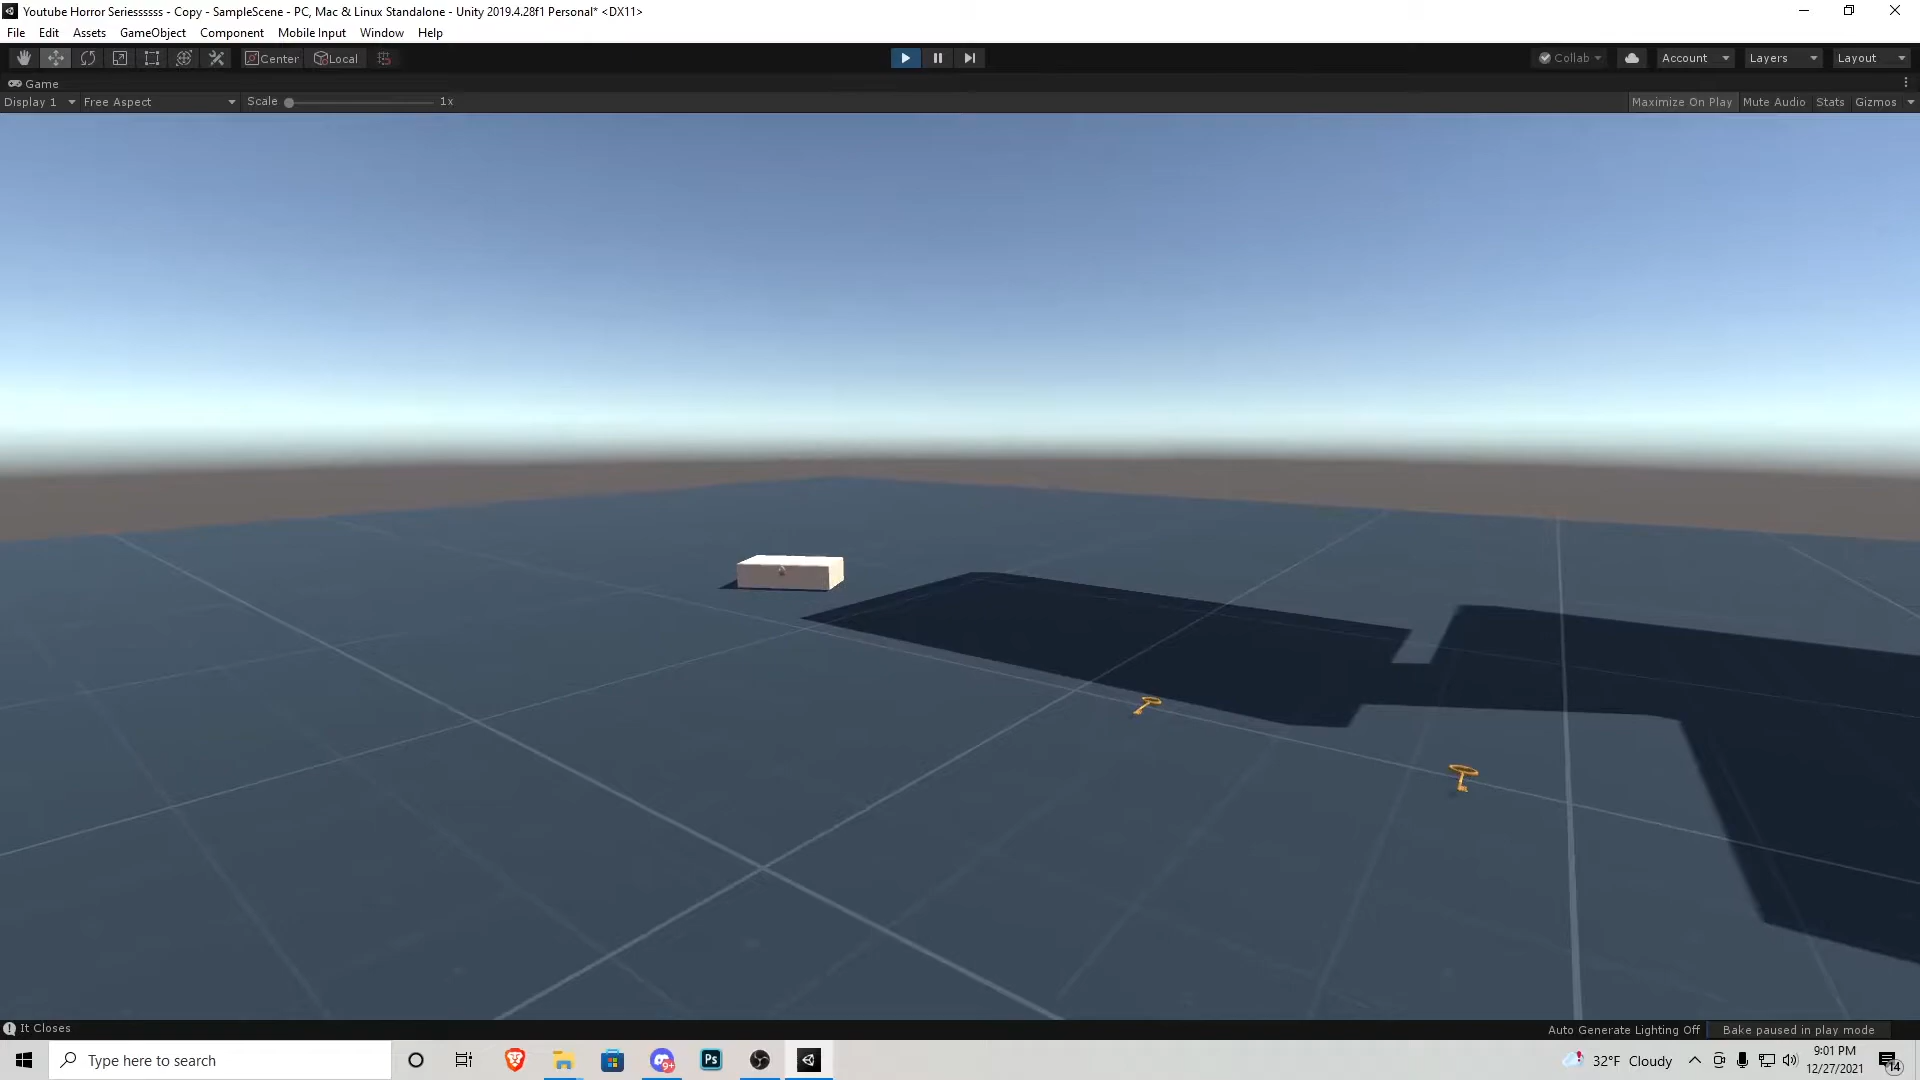 Youtube Horror Seriessssss - Copy - SampleScene - PC, Mac & Linux Standalone - Unity 2019.4.28f1 Personal* <DX11>
File Edit Assets GameObject Component Mobile Input Window Help
Center Local Collab Account Layers Layout
Game
Display 1 Free Aspect Scale 1x Maximize On Play Mute Audio Stats Gizmos
It Closes Auto Generate Lighting Off Bake paused in play mode
Type here to search 9+ Ps 32°F Cloudy 9:01 PM
12/27/2021 14